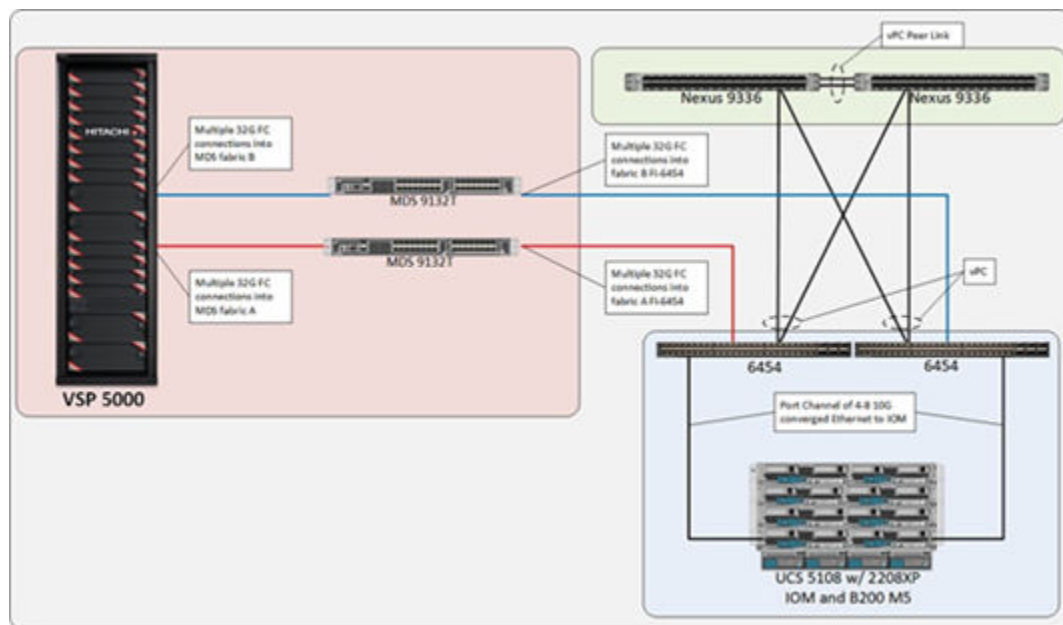 vPC Peer Link
Nexus 9336
Nexus 9336
HITACHI
Multiple 32G FC
connections into
MDS fabric B
Multiple 32G FC
connections into
fabric B FI-6454
MDS 9132T
MDS 9132T
Multiple 32G FC
connections into
MDS fabric A
Multiple 32G FC
connections into
fabric A FI-6454
vPC
VSP 5000
6454
6454
Port Channel of 4-8 10G
converged Ethernet to IOM
UCS 5108 w/ 2208XP
IOM and B200 M5